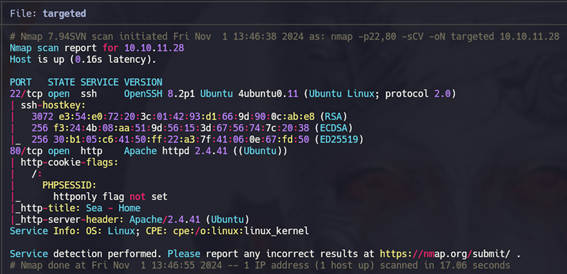 File: targeted
# Nmap 7.94SVN scan initiated Fri Nov  1 13:46:38 2024 as: nmap -p22,80 -sCV -oN targeted 10.10.11.28
Nmap scan report for 10.10.11.28
Host is up (0.16s latency).
PORT   STATE SERVICE VERSION
22/tcp open  ssh     OpenSSH 8.2p1 Ubuntu 4ubuntu0.11 (Ubuntu Linux; protocol 2.0)
| ssh-hostkey:
|   3072 e3:54:e0:72:20:3c:01:42:93:d1:66:9d:90:0c:ab:e8 (RSA)
|   256 f3:24:4b:08:aa:51:9d:56:15:3d:67:56:74:7c:20:38 (ECDSA)
|_  256 30:b1:05:c6:41:50:ff:22:a3:7f:41:06:0e:67:fd:50 (ED25519)
80/tcp open  http    Apache httpd 2.4.41 ((Ubuntu))
| http-cookie-flags:
|   /:
|     PHPSESSID:
|_      httponly flag not set
|_http-title: Sea - Home
|_http-server-header: Apache/2.4.41 (Ubuntu)
Service Info: OS: Linux; CPE: cpe:/o:linux:linux_kernel
Service detection performed. Please report any incorrect results at https://nmap.org/submit/ .
# Nmap done at Fri Nov  1 13:46:55 2024 -- 1 IP address (1 host up) scanned in 17.06 seconds